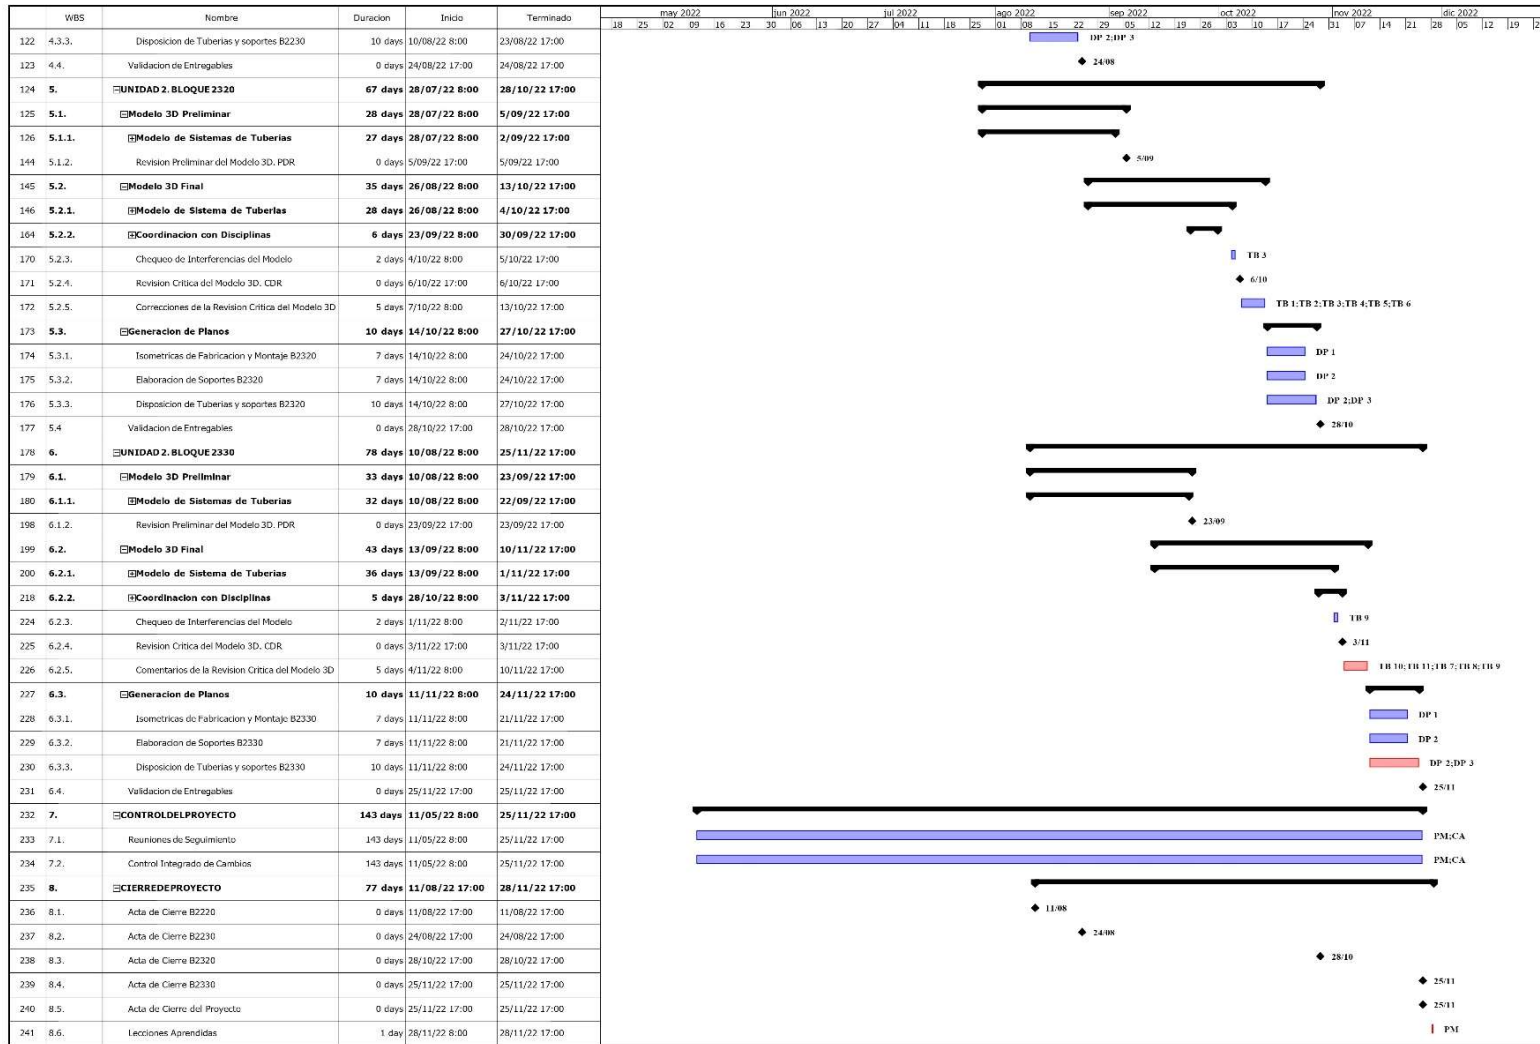 WBS Nombre Duracion Inicio Terminado
may 2022 jun 2022 jul 2022 ago 2022 sep 2022 oct 2022 nov 2022 dic 2022
18 25 02 09 16 23 30 06 13 20 27 04 11 18 25 01 08 15 22 29 05 12 19 26 03 10 17 24 31 07 14 21 28 05 12 19
122 4.3.3. Disposicion de Tuberias y soportes B2230 10 days 10/08/22 8:00 23/08/22 17:00 DP 2;DP 3
123 4.4. Validacion de Entregables 0 days 24/08/22 17:00 24/08/22 17:00 24/08
124 5. UNIDAD 2. BLOQUE 2320 67 days 28/07/22 8:00 28/10/22 17:00
125 5.1. Modelo 3D Preliminar 28 days 28/07/22 8:00 5/09/22 17:00
126 5.1.1. Modelo de Sistemas de Tuberias 27 days 28/07/22 8:00 2/09/22 17:00
144 5.1.2. Revision Preliminar del Modelo 3D. PDR 0 days 5/09/22 17:00 5/09/22 17:00 5/09
145 5.2. Modelo 3D Final 35 days 26/08/22 8:00 13/10/22 17:00
146 5.2.1. Modelo de Sistema de Tuberias 28 days 26/08/22 8:00 4/10/22 17:00
164 5.2.2. Coordinacion con Disciplinas 6 days 23/09/22 8:00 30/09/22 17:00
170 5.2.3. Chequeo de Interferencias del Modelo 2 days 4/10/22 8:00 5/10/22 17:00 TB 3
171 5.2.4. Revision Critica del Modelo 3D. CDR 0 days 6/10/22 17:00 6/10/22 17:00 6/10
172 5.2.5. Correcciones de la Revision Critica del Modelo 3D 5 days 7/10/22 8:00 13/10/22 17:00 TB 1;TB 2;TB 3;TB 4;TB 5;TB 6
173 5.3. Generacion de Planos 10 days 14/10/22 8:00 27/10/22 17:00
174 5.3.1. Isometricas de Fabricacion y Montaje B2320 7 days 14/10/22 8:00 24/10/22 17:00 DP 1
175 5.3.2. Elaboracion de Soportes B2320 7 days 14/10/22 8:00 24/10/22 17:00 DP 2
176 5.3.3. Disposicion de Tuberias y soportes B2320 10 days 14/10/22 8:00 27/10/22 17:00 DP 2;DP 3
177 5.4 Validacion de Entregables 0 days 28/10/22 17:00 28/10/22 17:00 28/10
178 6. UNIDAD 2. BLOQUE 2330 78 days 10/08/22 8:00 25/11/22 17:00
179 6.1. Modelo 3D Preliminar 33 days 10/08/22 8:00 23/09/22 17:00
180 6.1.1. Modelo de Sistemas de Tuberias 32 days 10/08/22 8:00 22/09/22 17:00
198 6.1.2. Revision Preliminar del Modelo 3D. PDR 0 days 23/09/22 17:00 23/09/22 17:00 23/09
199 6.2. Modelo 3D Final 43 days 13/09/22 8:00 10/11/22 17:00
200 6.2.1. Modelo de Sistema de Tuberias 36 days 13/09/22 8:00 1/11/22 17:00
218 6.2.2. Coordinacion con Disciplinas 5 days 28/10/22 8:00 3/11/22 17:00
224 6.2.3. Chequeo de Interferencias del Modelo 2 days 1/11/22 8:00 2/11/22 17:00 TB 9
225 6.2.4. Revision Critica del Modelo 3D. CDR 0 days 3/11/22 17:00 3/11/22 17:00 3/11
226 6.2.5. Comentarios de la Revision Critica del Modelo 3D 5 days 4/11/22 8:00 10/11/22 17:00 TB 10;TB 11;TB 7;TB 8;TB 9
227 6.3. Generacion de Planos 10 days 11/11/22 8:00 24/11/22 17:00
228 6.3.1. Isometricas de Fabricacion y Montaje B2330 7 days 11/11/22 8:00 21/11/22 17:00 DP 1
229 6.3.2. Elaboracion de Soportes B2330 7 days 11/11/22 8:00 21/11/22 17:00 DP 2
230 6.3.3. Disposicion de Tuberias y soportes B2330 10 days 11/11/22 8:00 24/11/22 17:00 DP 2;DP 3
231 6.4. Validacion de Entregables 0 days 25/11/22 17:00 25/11/22 17:00 25/11
232 7. CONTROLDELPROYECTO 143 days 11/05/22 8:00 25/11/22 17:00
233 7.1. Reuniones de Seguimiento 143 days 11/05/22 8:00 25/11/22 17:00 PM;CA
234 7.2. Control Integrado de Cambios 143 days 11/05/22 8:00 25/11/22 17:00 PM;CA
235 8. CIERREDEPROYECTO 77 days 11/08/22 17:00 28/11/22 17:00
236 8.1. Acta de Cierre B2220 0 days 11/08/22 17:00 11/08/22 17:00 11/08
237 8.2. Acta de Cierre B2230 0 days 24/08/22 17:00 24/08/22 17:00 24/08
238 8.3. Acta de Cierre B2320 0 days 28/10/22 17:00 28/10/22 17:00 28/10
239 8.4. Acta de Cierre B2330 0 days 25/11/22 17:00 25/11/22 17:00 25/11
240 8.5. Acta de Cierre del Proyecto 0 days 25/11/22 17:00 25/11/22 17:00 25/11
241 8.6. Lecciones Aprendidas 1 day 28/11/22 8:00 28/11/22 17:00 PM